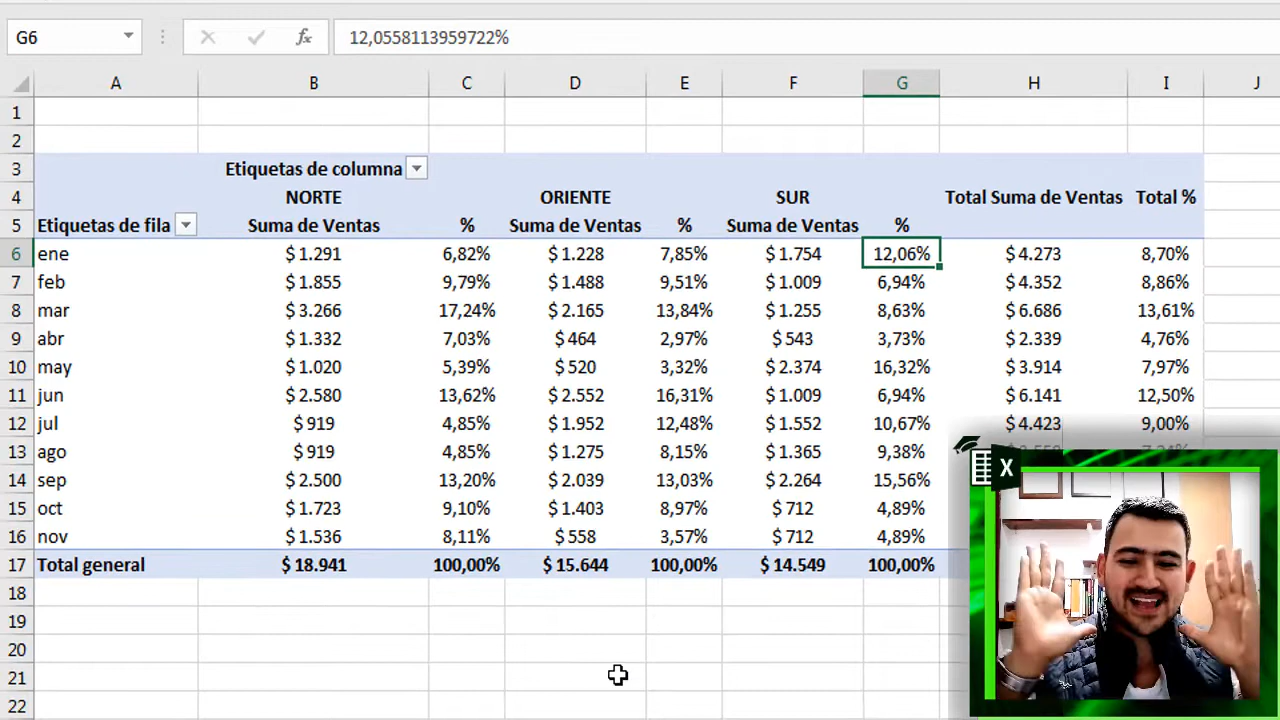 G6 fx 12,0558113959722%
A B C D E F G H I J
1
2
3 Etiquetas de columna
4 NORTE ORIENTE SUR Total Suma de Ventas Total %
5 Etiquetas de fila Suma de Ventas % Suma de Ventas % Suma de Ventas %
6 ene $ 1.291 6,82% $ 1.228 7,85% $ 1.754 12,06% $ 4.273 8,70%
7 feb $ 1.855 9,79% $ 1.488 9,51% $ 1.009 6,94% $ 4.352 8,86%
8 mar $ 3.266 17,24% $ 2.165 13,84% $ 1.255 8,63% $ 6.686 13,61%
9 abr $ 1.332 7,03% $ 464 2,97% $ 543 3,73% $ 2.339 4,76%
10 may $ 1.020 5,39% $ 520 3,32% $ 2.374 16,32% $ 3.914 7,97%
11 jun $ 2.580 13,62% $ 2.552 16,31% $ 1.009 6,94% $ 6.141 12,50%
12 jul $ 919 4,85% $ 1.952 12,48% $ 1.552 10,67% $ 4.423 9,00%
13 ago $ 919 4,85% $ 1.275 8,15% $ 1.365 9,38%
14 sep $ 2.500 13,20% $ 2.039 13,03% $ 2.264 15,56%
15 oct $ 1.723 9,10% $ 1.403 8,97% $ 712 4,89%
16 nov $ 1.536 8,11% $ 558 3,57% $ 712 4,89%
17 Total general $ 18.941 100,00% $ 15.644 100,00% $ 14.549 100,00%
18
19
20
21
22
X